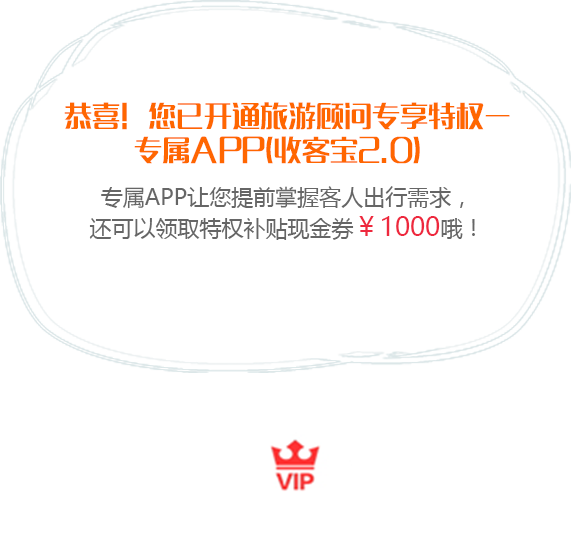 恭喜！您已开通旅游顾问专享特权—
专属APP(收客宝2.0)
专属APP让您提前掌握客人出行需求，
还可以领取特权补贴现金券￥1000哦！
VIP